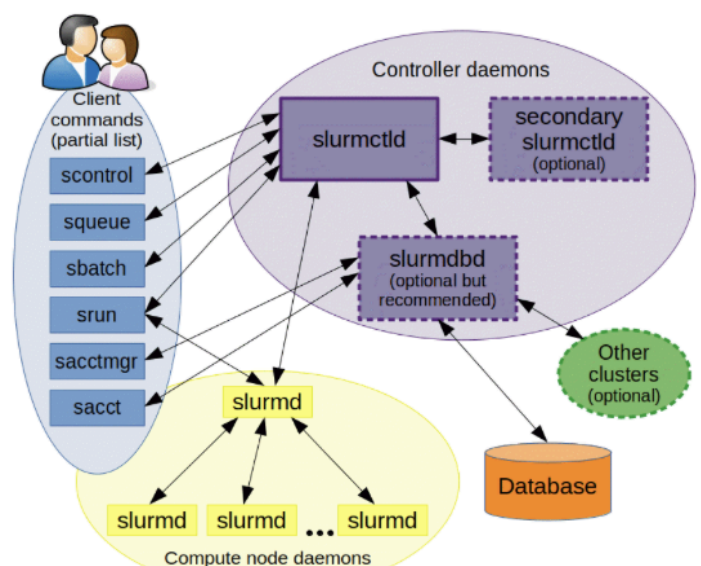 Client
commands
(partial list)
scontrol
squeue
sbatch
srun
sacctmgr
sacct
Controller daemons
slurmctld
secondary
slurmctld
(optional)
slurmdbd
(optional but
recommended)
Other
clusters
(optional)
Database
slurmd
slurmd
slurmd
...
slurmd
Compute node daemons